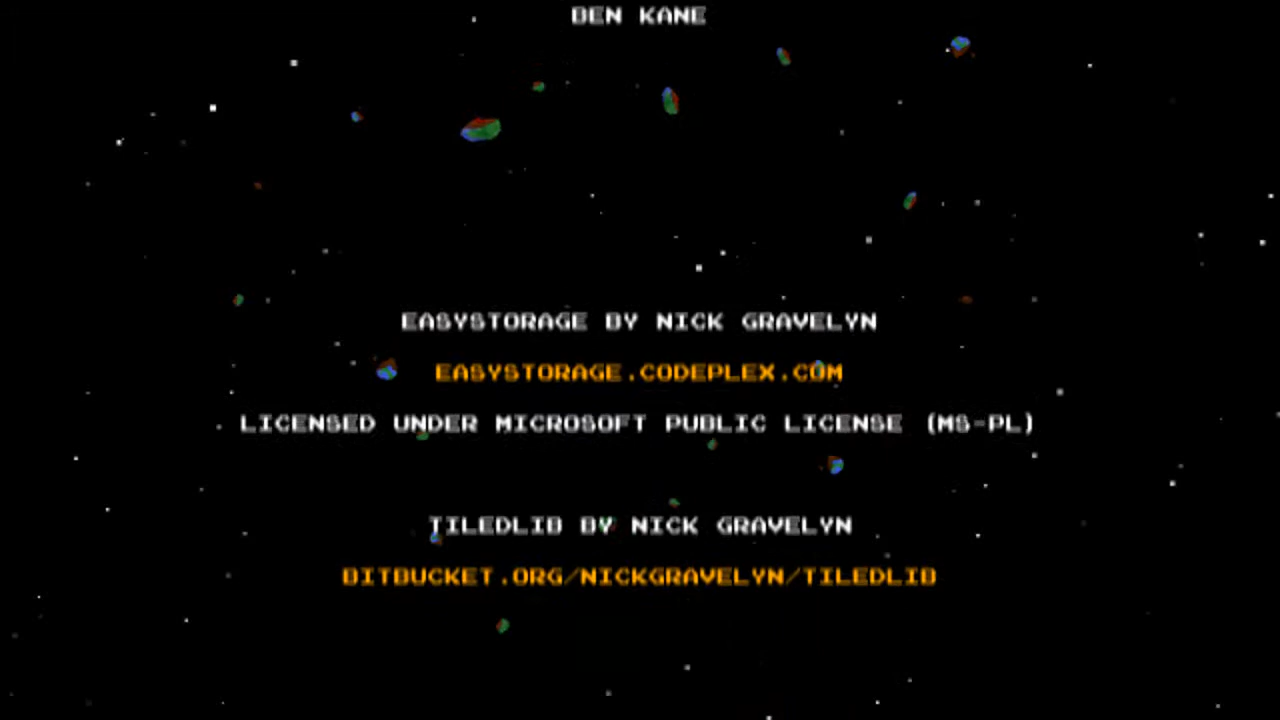 BEN KANE
EASYSTORAGE BY NICK GRAVELYN
EASYSTORAGE.CODEPLEX.COM
LICENSED UNDER MICROSOFT PUBLIC LICENSE (MS-PL)
TILEDLIB BY NICK GRAVELYN
BITBUCKET.ORG/NICKGRAVELYN/TILEDLIB